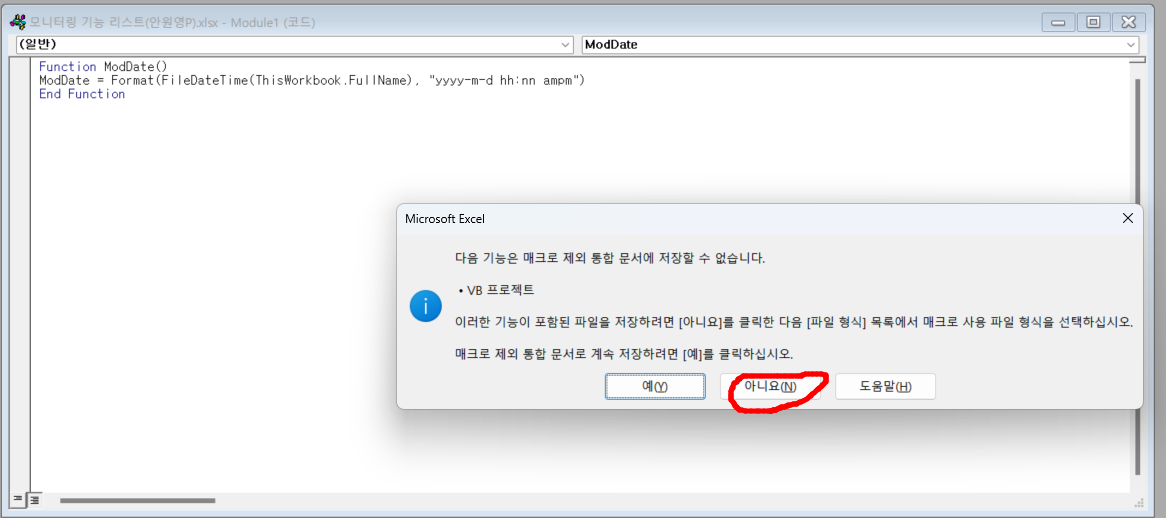 모니터링 기능 리스트(안원영P).xlsx - Module1 (코드)
(일반)
ModDate
Function ModDate()
ModDate = Format(FileDateTime(ThisWorkbook.FullName), "yyyy-m-d hh:nn ampm")
End Function
Microsoft Excel
다음 기능은 매크로 제외 통합 문서에 저장할 수 없습니다.
• VB 프로젝트
이러한 기능이 포함된 파일을 저장하려면 [아니요]를 클릭한 다음 [파일 형식] 목록에서 매크로 사용 파일 형식을 선택하십시오.
매크로 제외 통합 문서로 계속 저장하려면 [예]를 클릭하십시오.
예(Y)
아니요(N)
도움말(H)